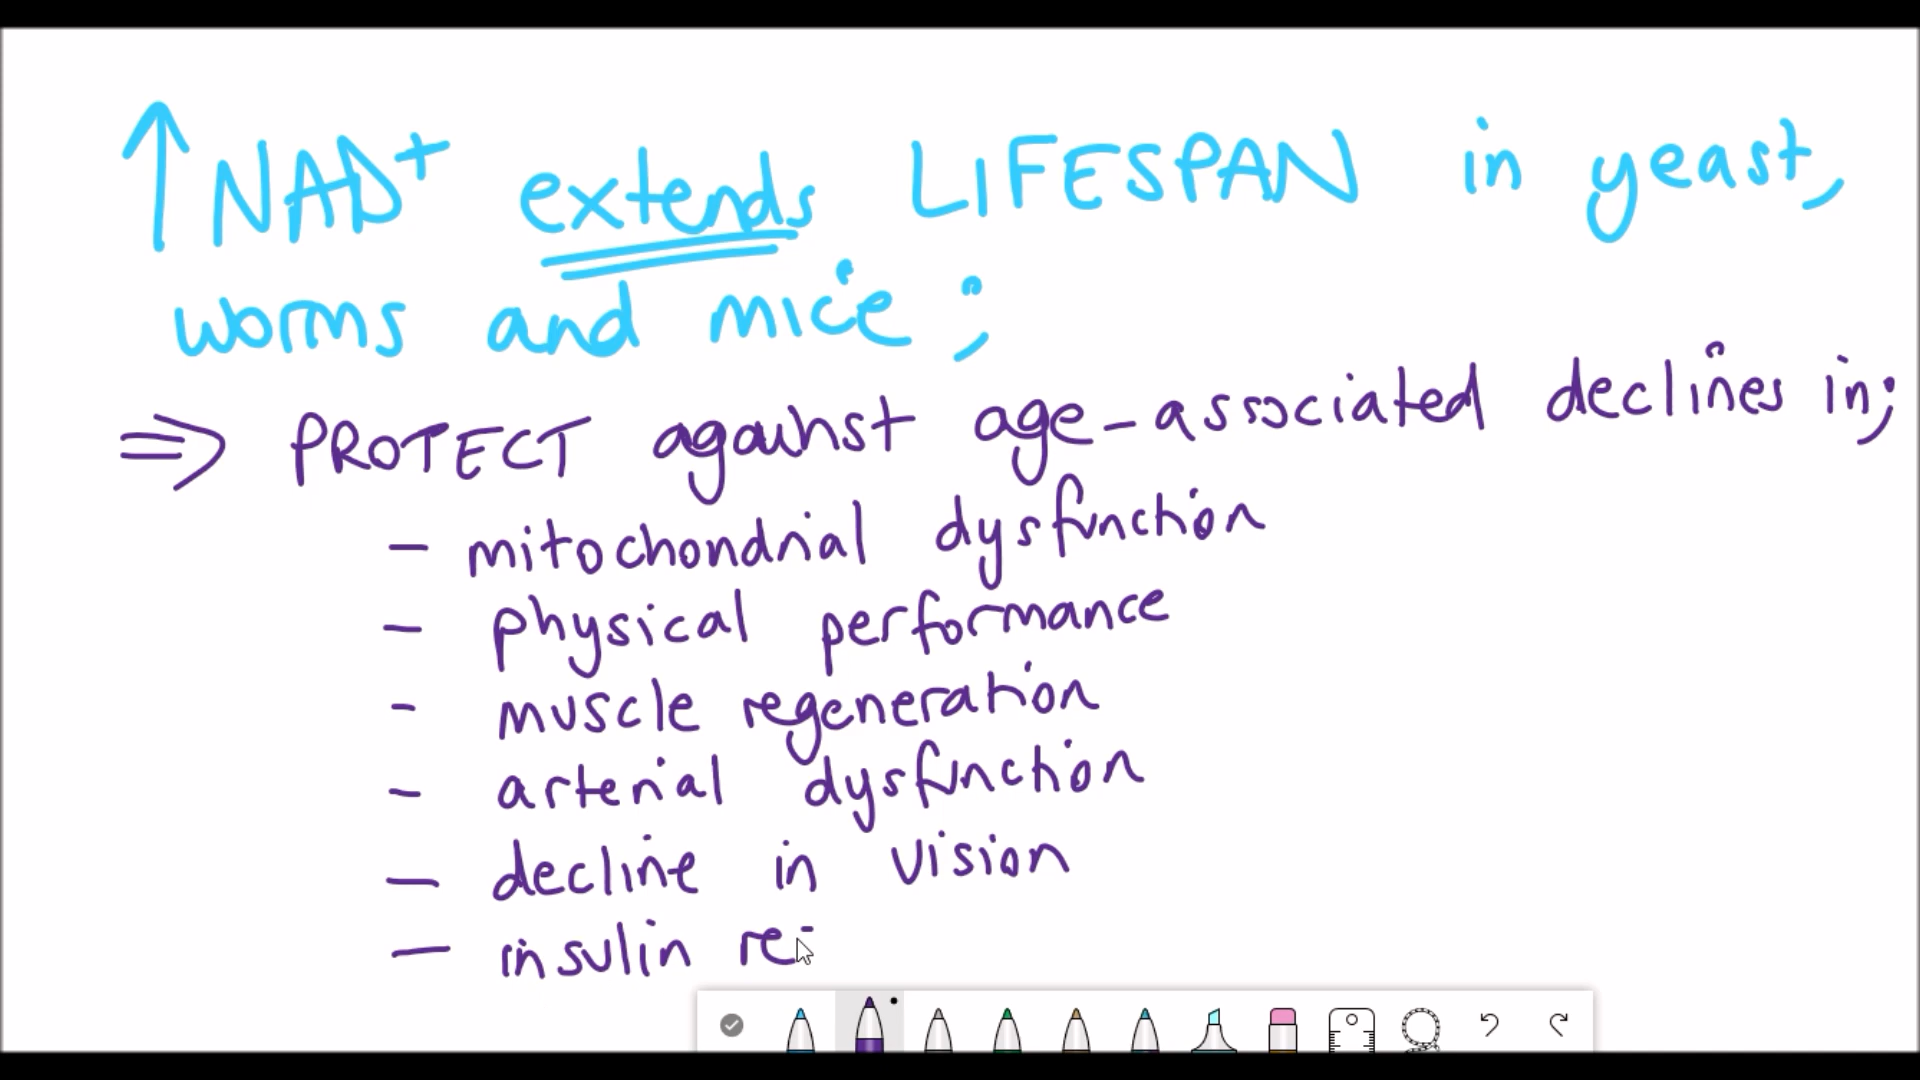 ↑ NAD+ extends LIFESPAN in yeast,
worms and mice ;
⇒ PROTECT against age-associated declines in;
- mitochondrial dysfunction
- physical performance
- muscle regeneration
- arterial dysfunction
- decline in vision
- insulin re